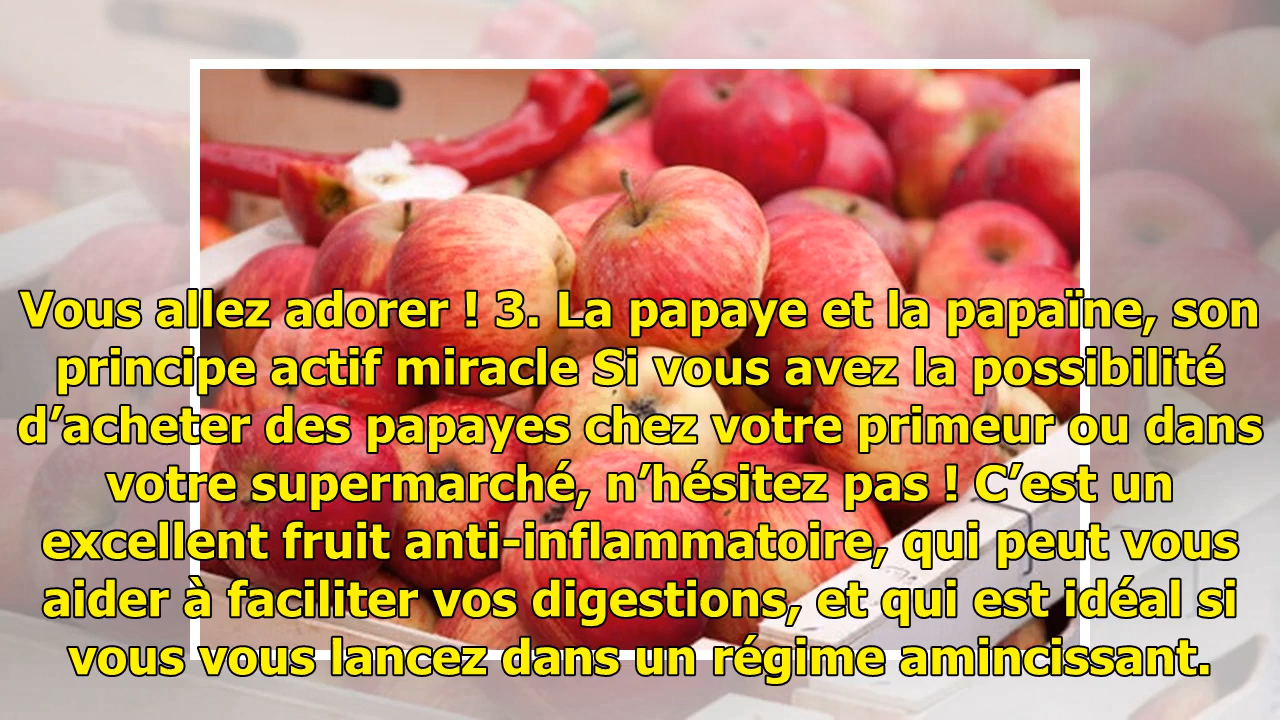 Vous allez adorer ! 3. La papaye et la papaïne, son
principe actif miracle Si vous avez la possibilité
d’acheter des papayes chez votre primeur ou dans
votre supermarché, n’hésitez pas ! C’est un
excellent fruit anti-inflammatoire, qui peut vous
aider à faciliter vos digestions, et qui est idéal si
vous vous lancez dans un régime amincissant.